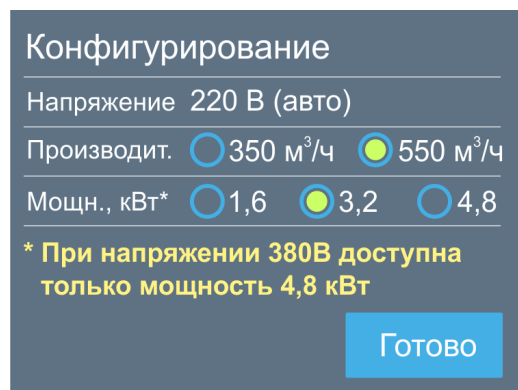 Конфигурирование
Напряжение 220 В (авто)
Производит. 350 м³/ч 550 м³/ч
Мощн., кВт* 1,6 3,2 4,8
* При напряжении 380В доступна
только мощность 4,8 кВт
Готово